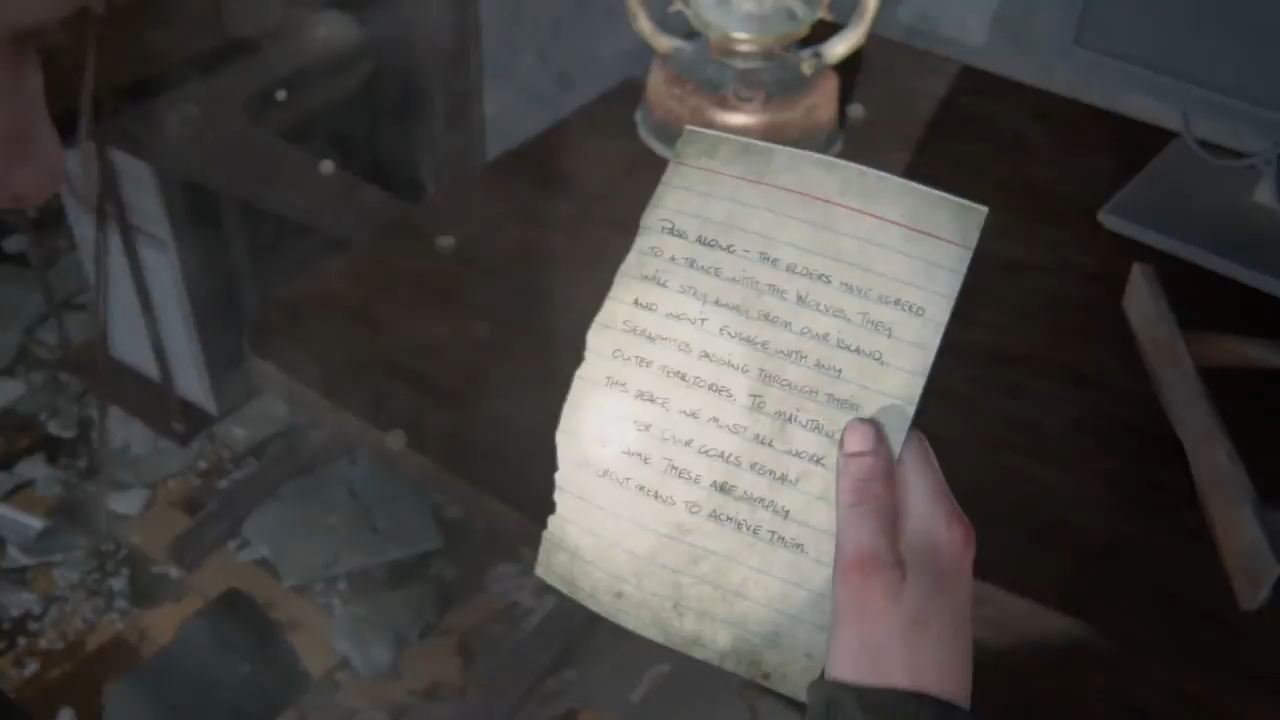 PASS ALONG - THE ELDERS HAVE AGREED
TO A TRUCE WITH THE WOLVES. THEY
WILL STAY AWAY FROM OUR ISLAND,
AND WON'T ENGAGE WITH ANY
SERAPHITES PASSING THROUGH THEIR
OUTER TERRITORIES. TO MAINTAIN
THIS PEACE, WE MUST ALL WORK
OUR GOALS REMAIN
THESE ARE SIMPLY
MEANS TO ACHIEVE THEM.